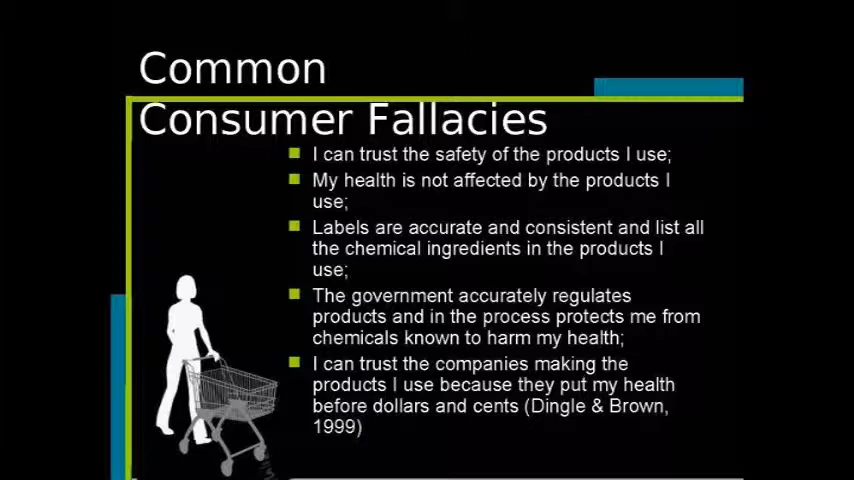 Common
Consumer Fallacies
I can trust the safety of the products I use;
My health is not affected by the products I
use;
Labels are accurate and consistent and list all
the chemical ingredients in the products I
use;
The government accurately regulates
products and in the process protects me from
chemicals known to harm my health;
I can trust the companies making the
products I use because they put my health
before dollars and cents (Dingle & Brown,
1999)